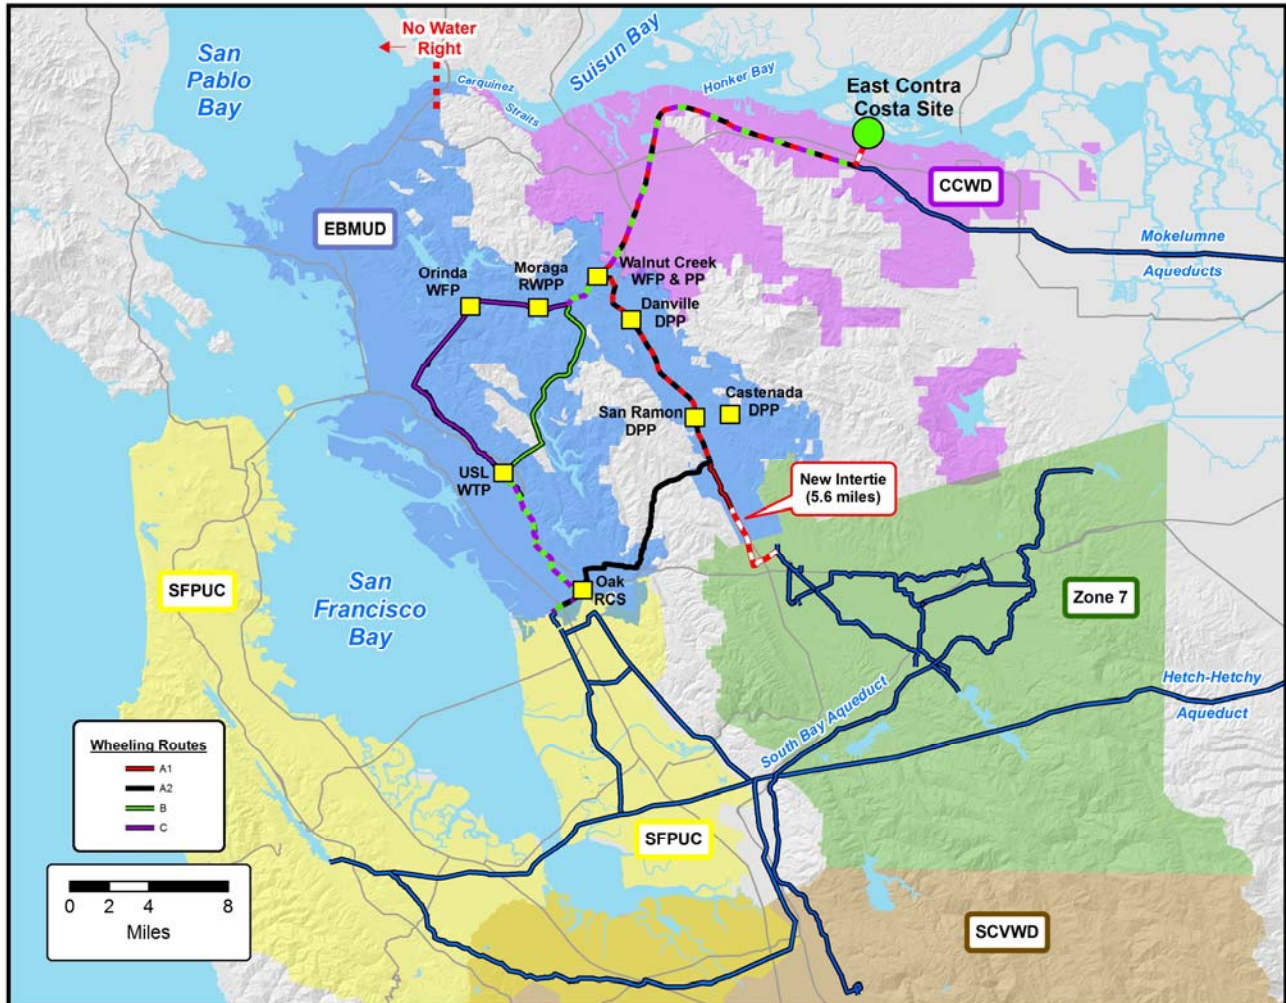 No Water
Right
San
Pablo
Bay
Carquinez
Straits
Suisun Bay
Honker Bay
East Contra
Costa Site
CCWD
EBMUD
Mokelumne
Aqueducts
Orinda
WFP
Moraga
RWPP
Walnut Creek
WFP & PP
Danville
DPP
Castenada
DPP
San Ramon
DPP
USL
WTP
New Intertie
(5.6 miles)
Oak
RCS
SFPUC
San
Francisco
Bay
Zone 7
Hetch-Hetchy
Aqueduct
South Bay Aqueduct
Wheeling Routes
A1
A2
B
C
SFPUC
0 2 4 8
Miles
SCVWD